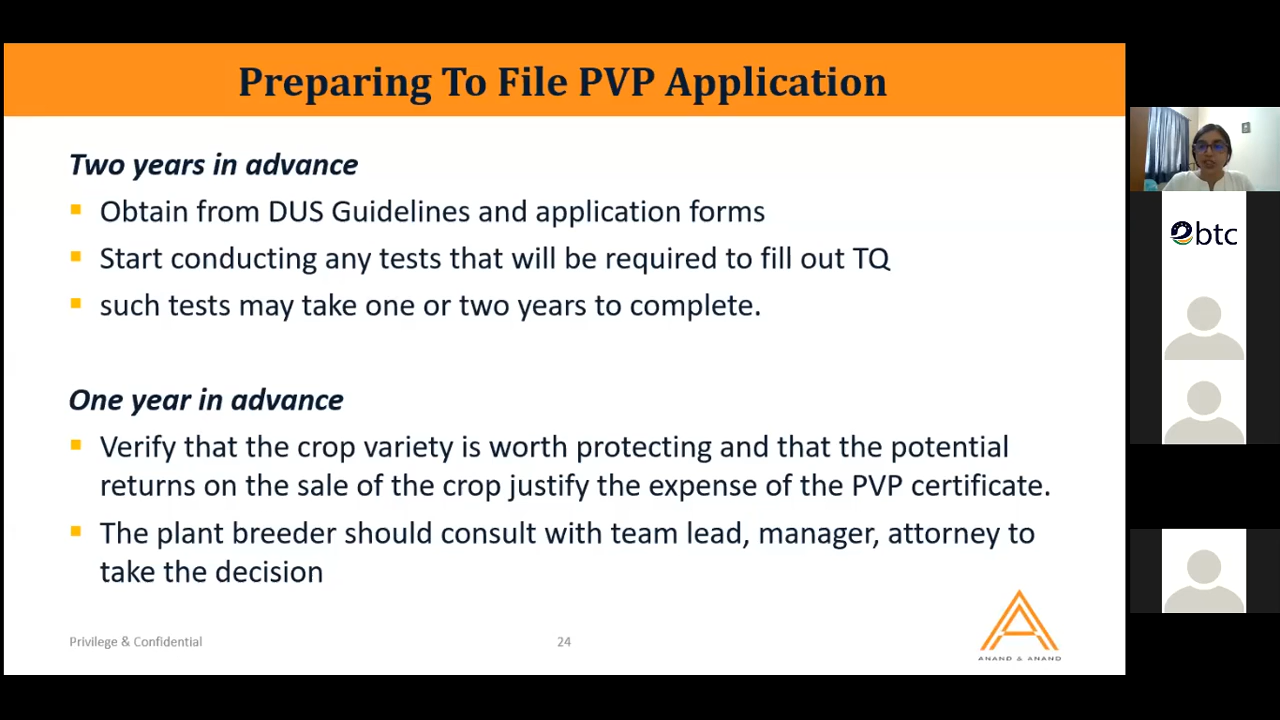 Preparing To File PVP Application
Two years in advance
Obtain from DUS Guidelines and application forms
Start conducting any tests that will be required to fill out TQ
such tests may take one or two years to complete.
One year in advance
Verify that the crop variety is worth protecting and that the potential
returns on the sale of the crop justify the expense of the PVP certificate.
The plant breeder should consult with team lead, manager, attorney to
take the decision
Privilege & Confidential
24
ANAND & ANAND
btc